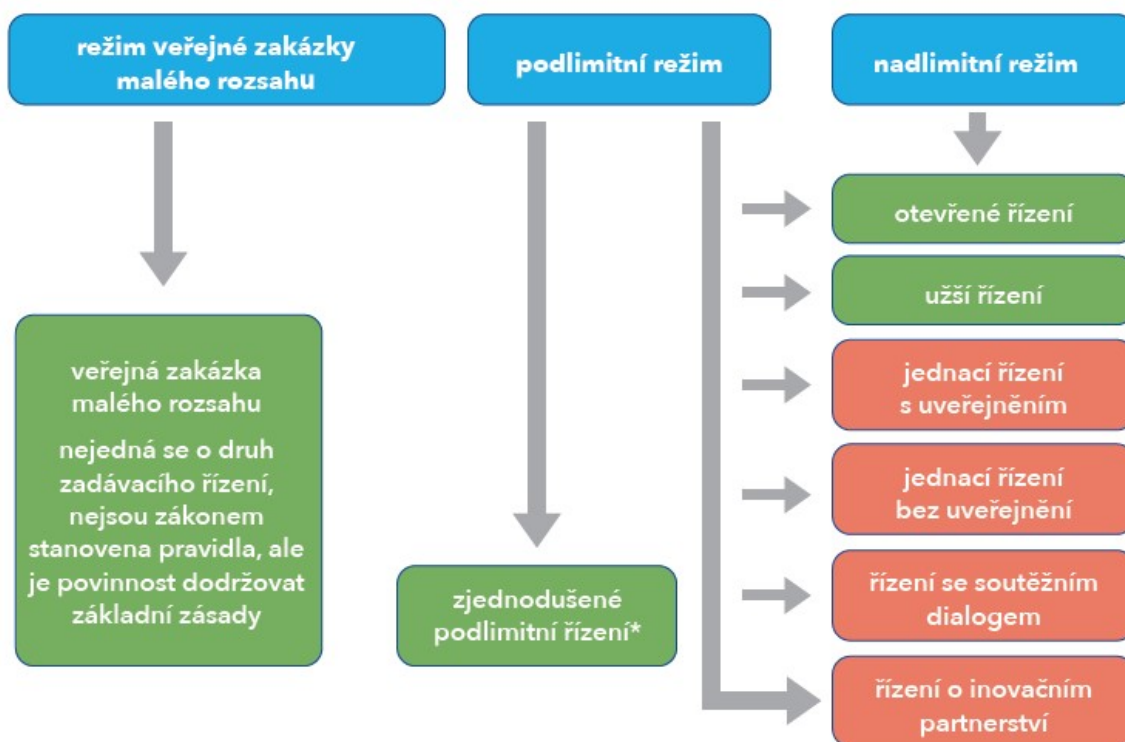 režim veřejné zakázky
malého rozsahu
podlimitní režim
nadlimitní režim
veřejná zakázka
malého rozsahu
nejedná se o druh
zadávacího řízení,
nejsou zákonem
stanovena pravidla, ale
je povinnost dodržovat
základní zásady
zjednodušené
podlimitní řízení*
otevřené řízení
užší řízení
jednací řízení
s uveřejněním
jednací řízení
bez uveřejnění
řízení se soutěžním
dialogem
řízení o inovačním
partnerství